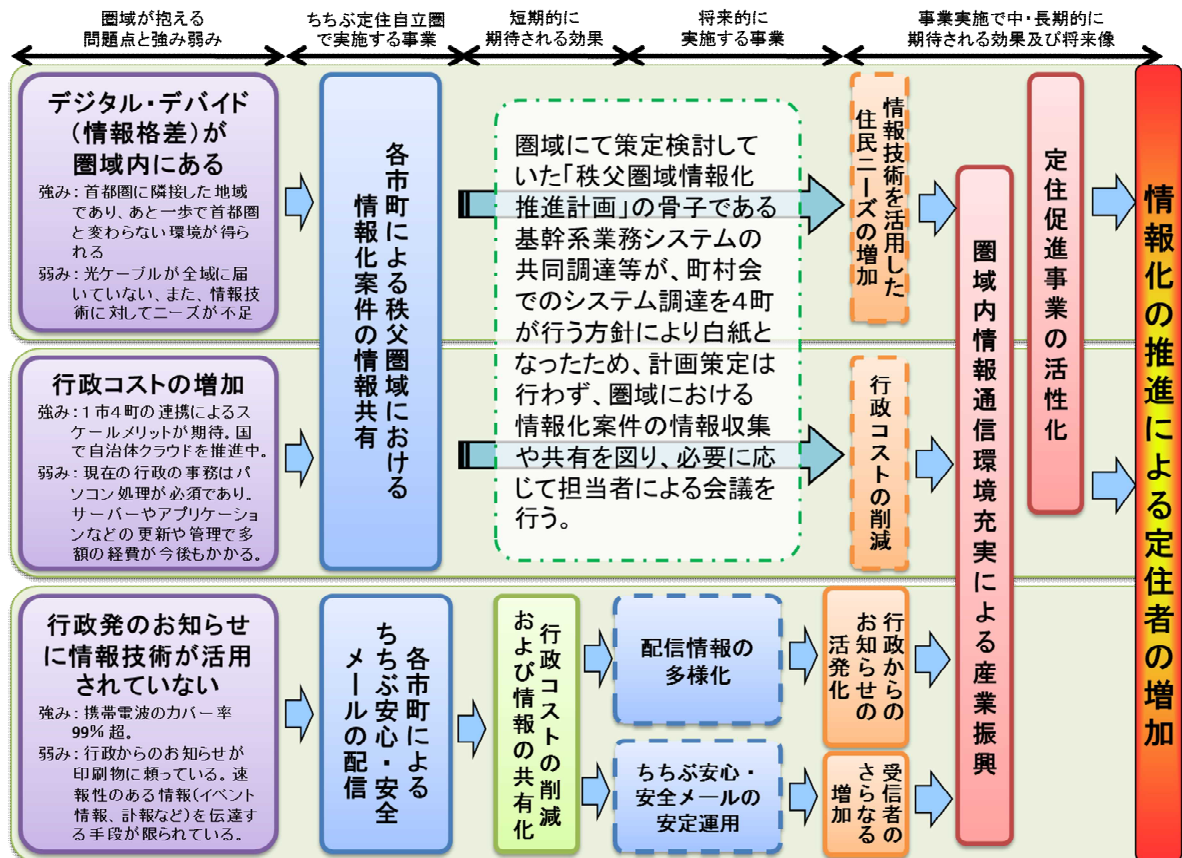 圏域が抱える
問題点と強み弱み
ちちぶ定住自立圏
で実施する事業
短期的に
期待される効果
将来的に
実施する事業
事業実施で中・長期的に
期待される効果及び将来像
デジタル・デバイド
(情報格差)が
圏域内にある
強み：首都圏に隣接した地域
であり、あと一歩で首都圏
と変わらない環境が得ら
れる
弱み：光ケーブルが全域に届
いていない、また、情報技
術に対してニーズが不足
行政コストの増加
強み：１市４町の連携によるス
ケールメリットが期待。国
で自治体クラウドを推進中。
弱み：現在の行政の事務はパ
ソコン処理が必須であり。
サーバーやアプリケーショ
ンなどの更新や管理で多
額の経費が今後もかかる。
各市町による秩父圏域における
情報化案件の情報共有
圏域にて策定検討して
いた「秩父圏域情報化
推進計画」の骨子である
基幹系業務システムの
共同調達等が、町村会
でのシステム調達を４町
が行う方針により白紙と
なったため、計画策定は
行わず、圏域における
情報化案件の情報収集
や共有を図り、必要に応
じて担当者による会議を
行う。
情報技術を活用した
住民ニーズの増加
行政コストの削減
行政発のお知らせ
に情報技術が活用
されていない
強み：携帯電波のカバー率
99％超。
弱み：行政からのお知らせが
印刷物に頼っている。速
報性のある情報(イベント
情報、訃報など)を伝達す
る手段が限られている。
各市町による
ちちぶ安心・安全
メールの配信
行政コストの削減
および情報の共有化
配信情報の
多様化
ちちぶ安心・
安全メールの
安定運用
行政からの
お知らせの
活発化
受信者の
さらなる
増加
圏域内情報通信環境充実による産業振興
定住促進事業の活性化
情報化の推進による定住者の増加